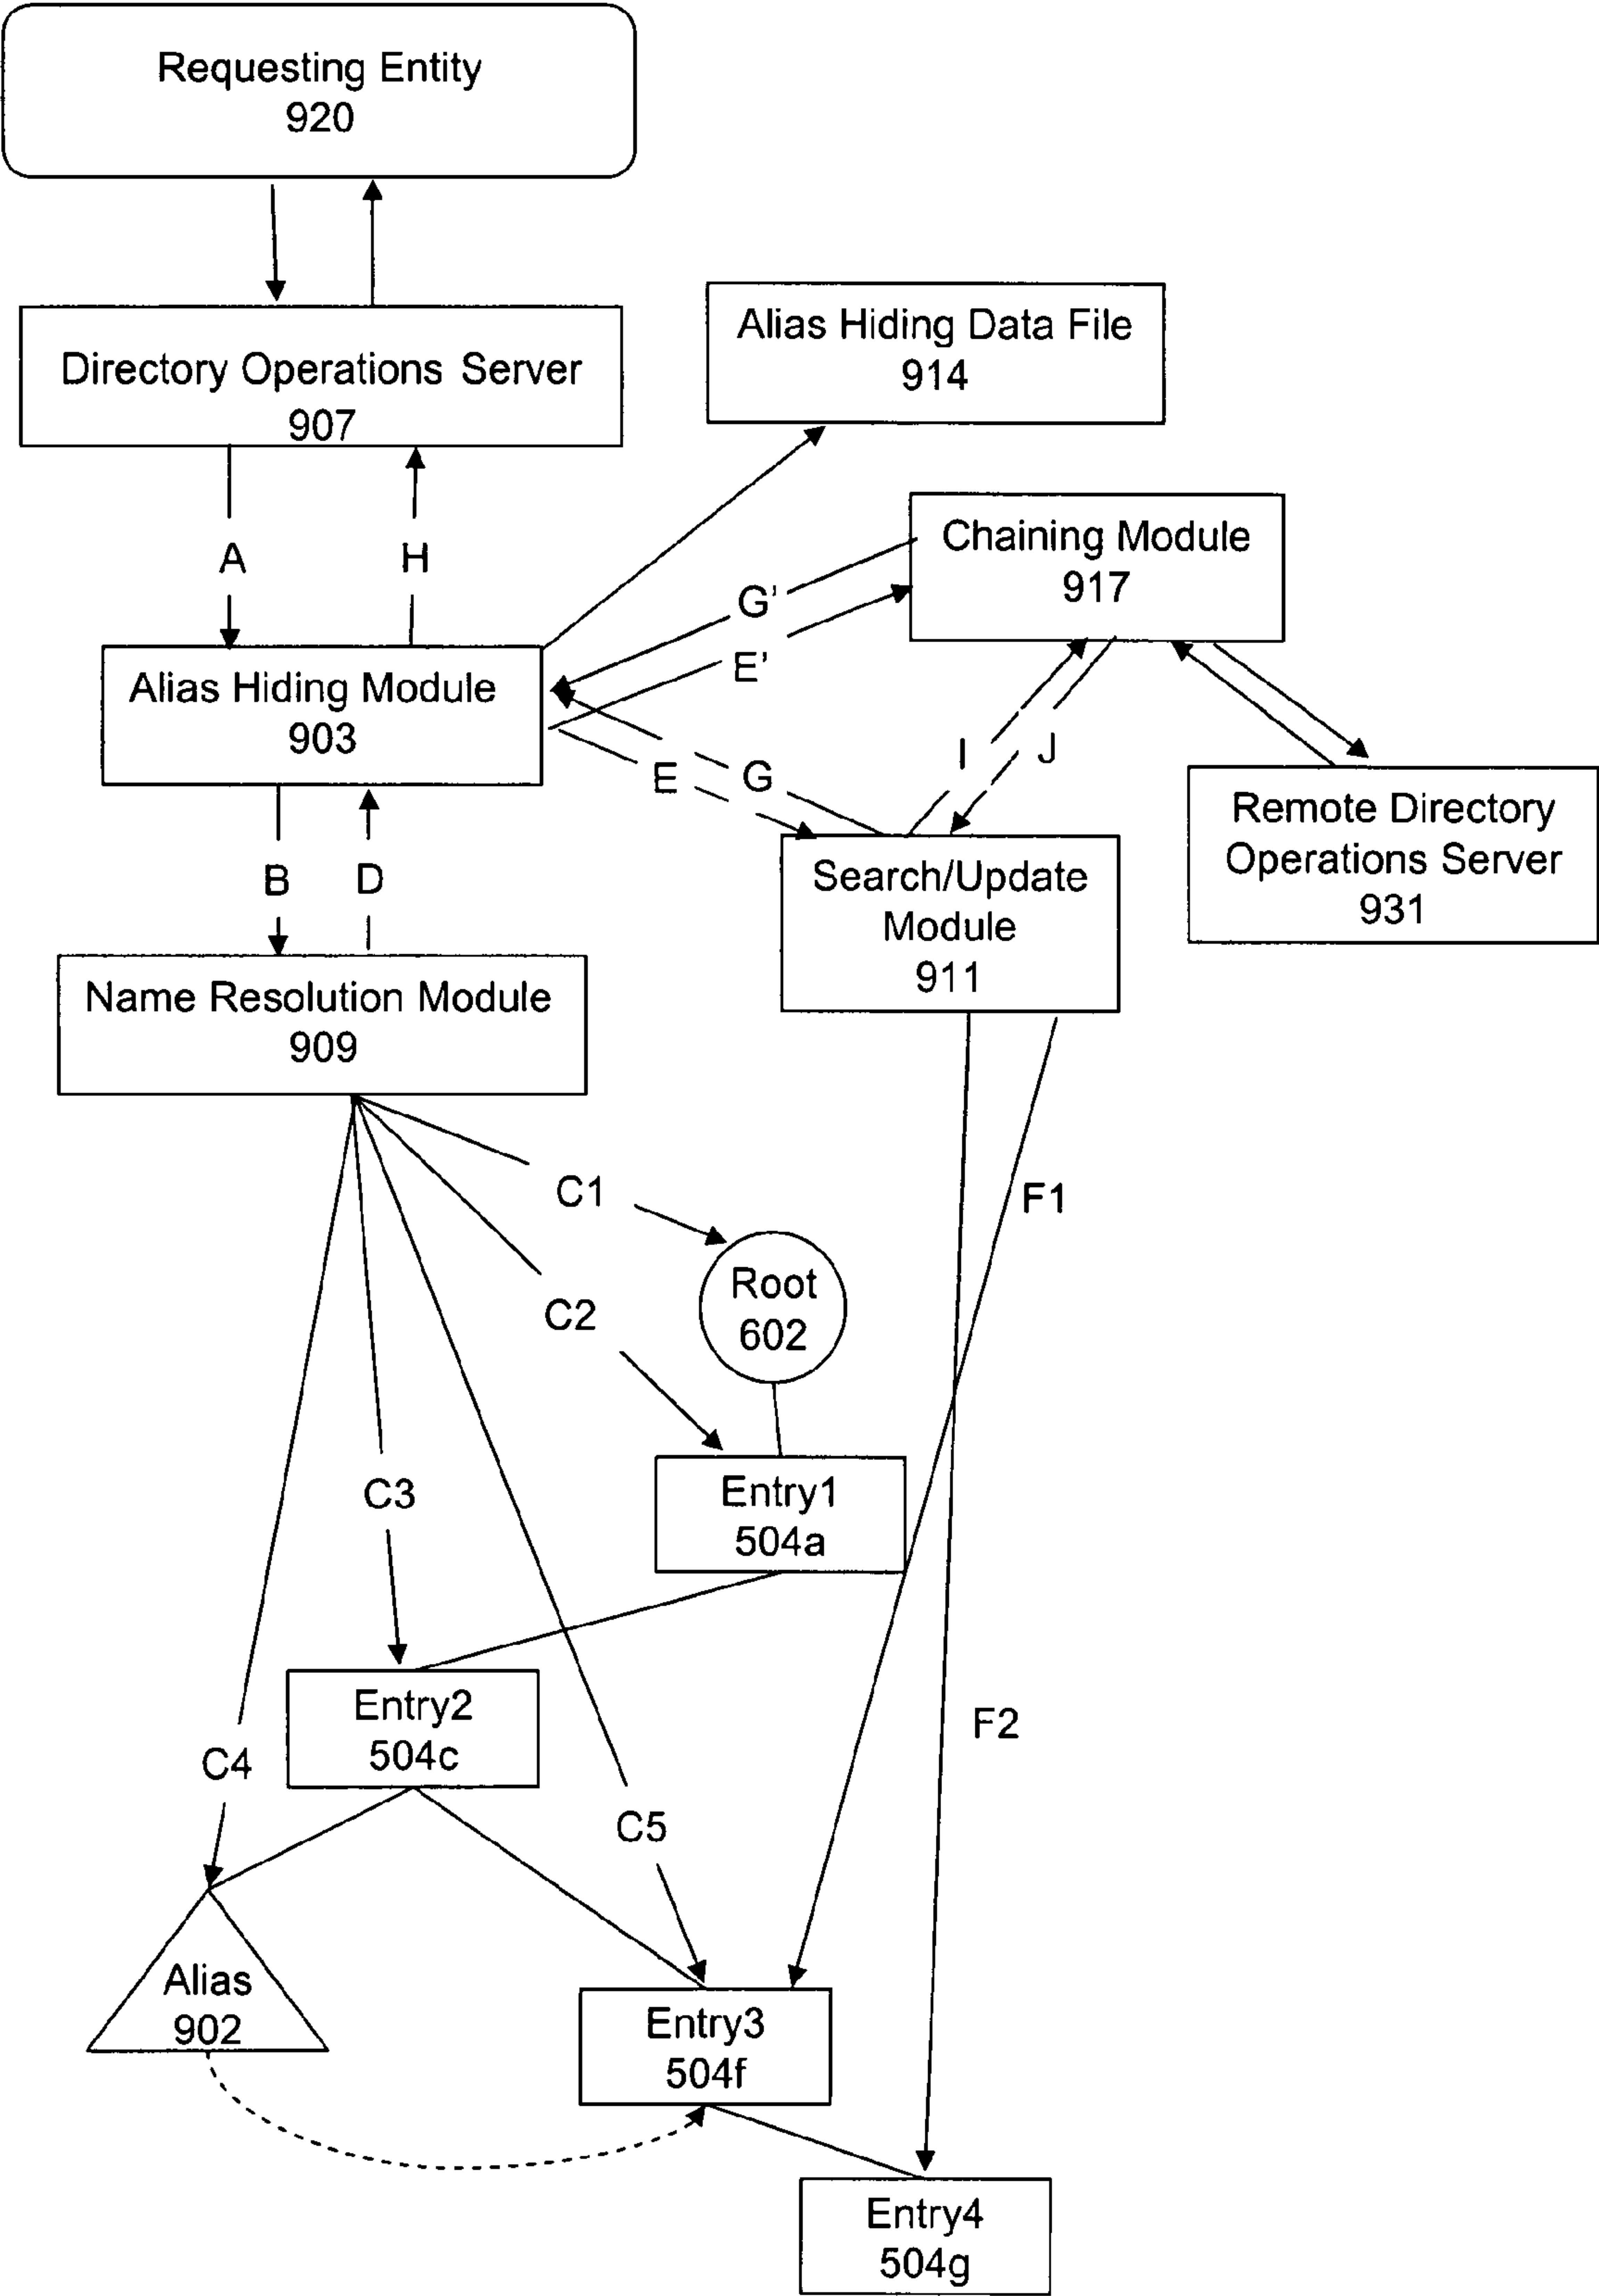 Requesting Entity
920
Directory Operations Server
907
Alias Hiding Data File
914
A
H
Chaining Module
917
G'
E'
Alias Hiding Module
903
I
J
E
G
Remote Directory
Operations Server
931
B
D
Search/Update
Module
911
Name Resolution Module
909
C1
F1
C2
Root
602
C3
Entry1
504a
Entry2
504c
F2
C4
C5
Alias
902
Entry3
504f
Entry4
504g